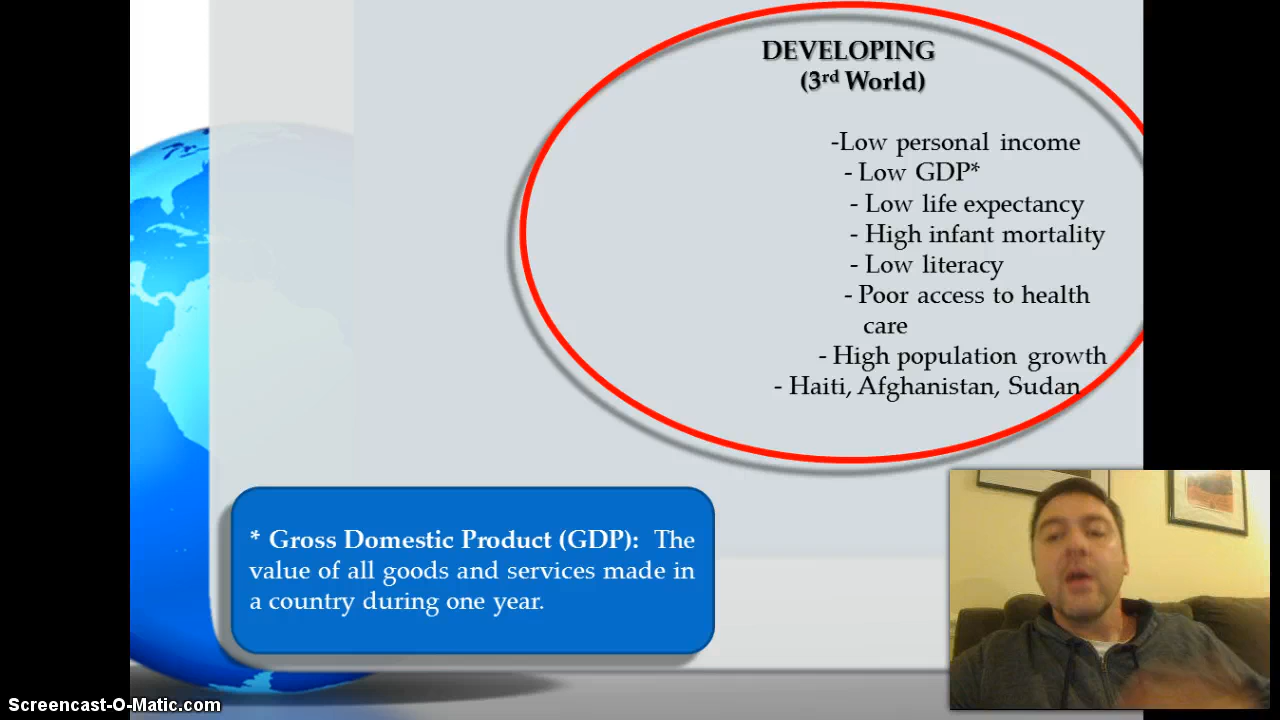 DEVELOPING
(3rd World)
-Low personal income
- Low GDP*
- Low life expectancy
- High infant mortality
- Low literacy
- Poor access to health
care
- High population growth
- Haiti, Afghanistan, Sudan
* Gross Domestic Product (GDP): The
value of all goods and services made in
a country during one year.
Screencast-O-Matic.com